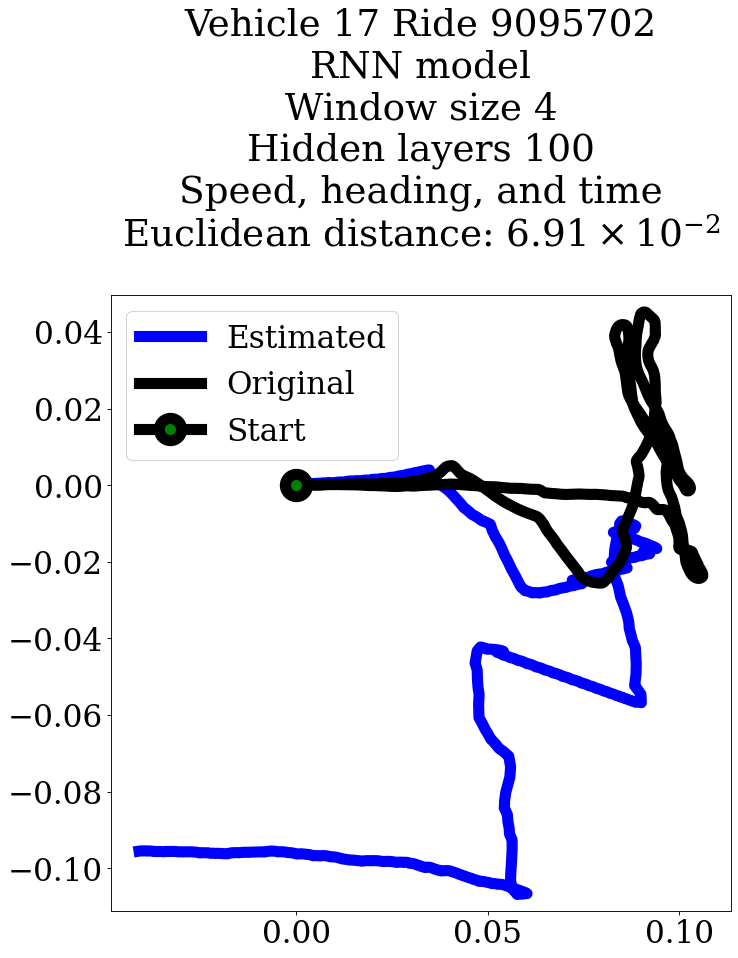 Vehicle 17 Ride 9095702
RNN model
Window size 4
Hidden layers 100
Speed, heading, and time
Euclidean distance: 6.91 × 10⁻²
Estimated
Original
Start
0.04
0.02
0.00
−0.02
−0.04
−0.06
−0.08
−0.10
0.00 0.05 0.10